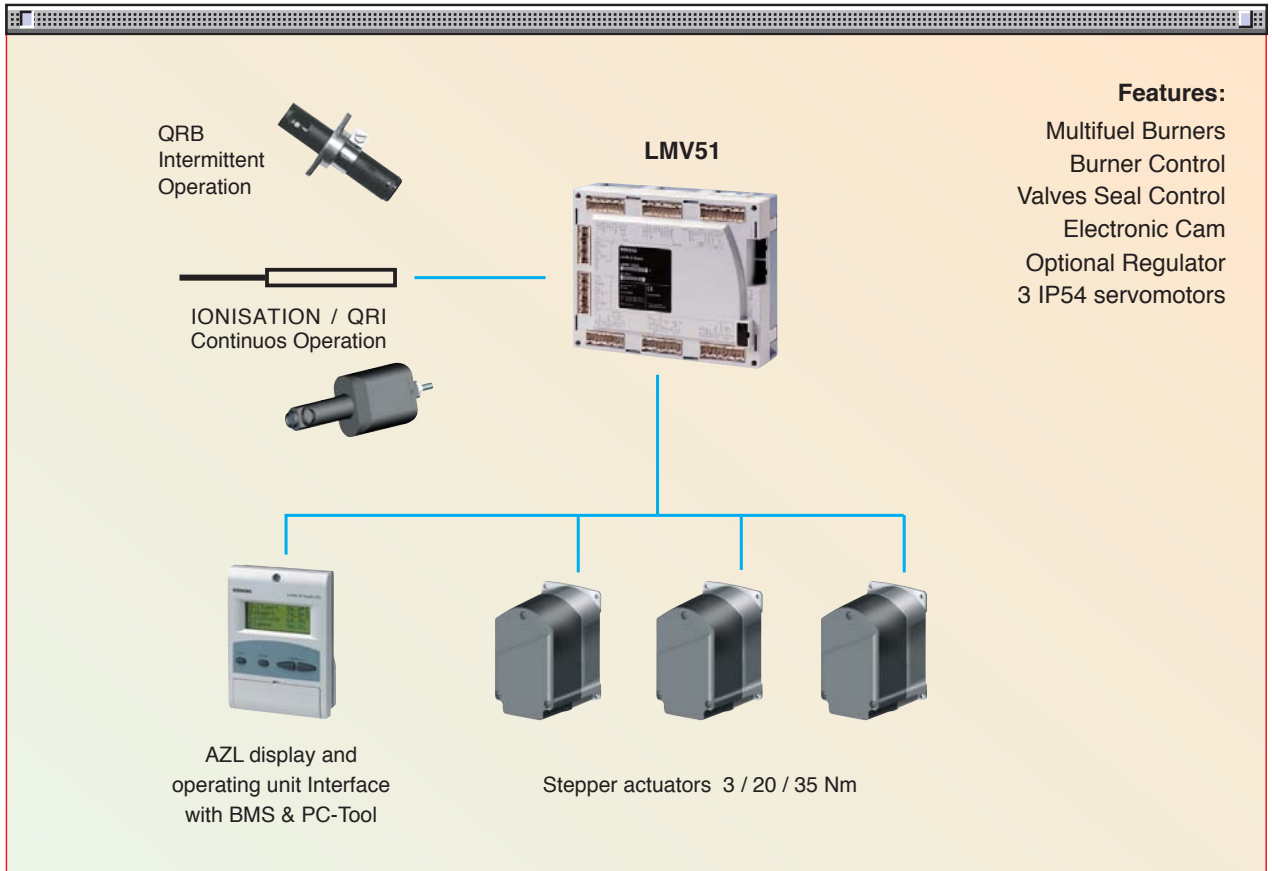 Features:
Multifuel Burners
Burner Control
Valves Seal Control
Electronic Cam
Optional Regulator
3 IP54 servomotors
QRB
Intermittent
Operation
LMV51
IONISATION / QRI
Continuos Operation
SIEMENS
AZL display and
operating unit Interface
with BMS & PC-Tool
Stepper actuators 3 / 20 / 35 Nm